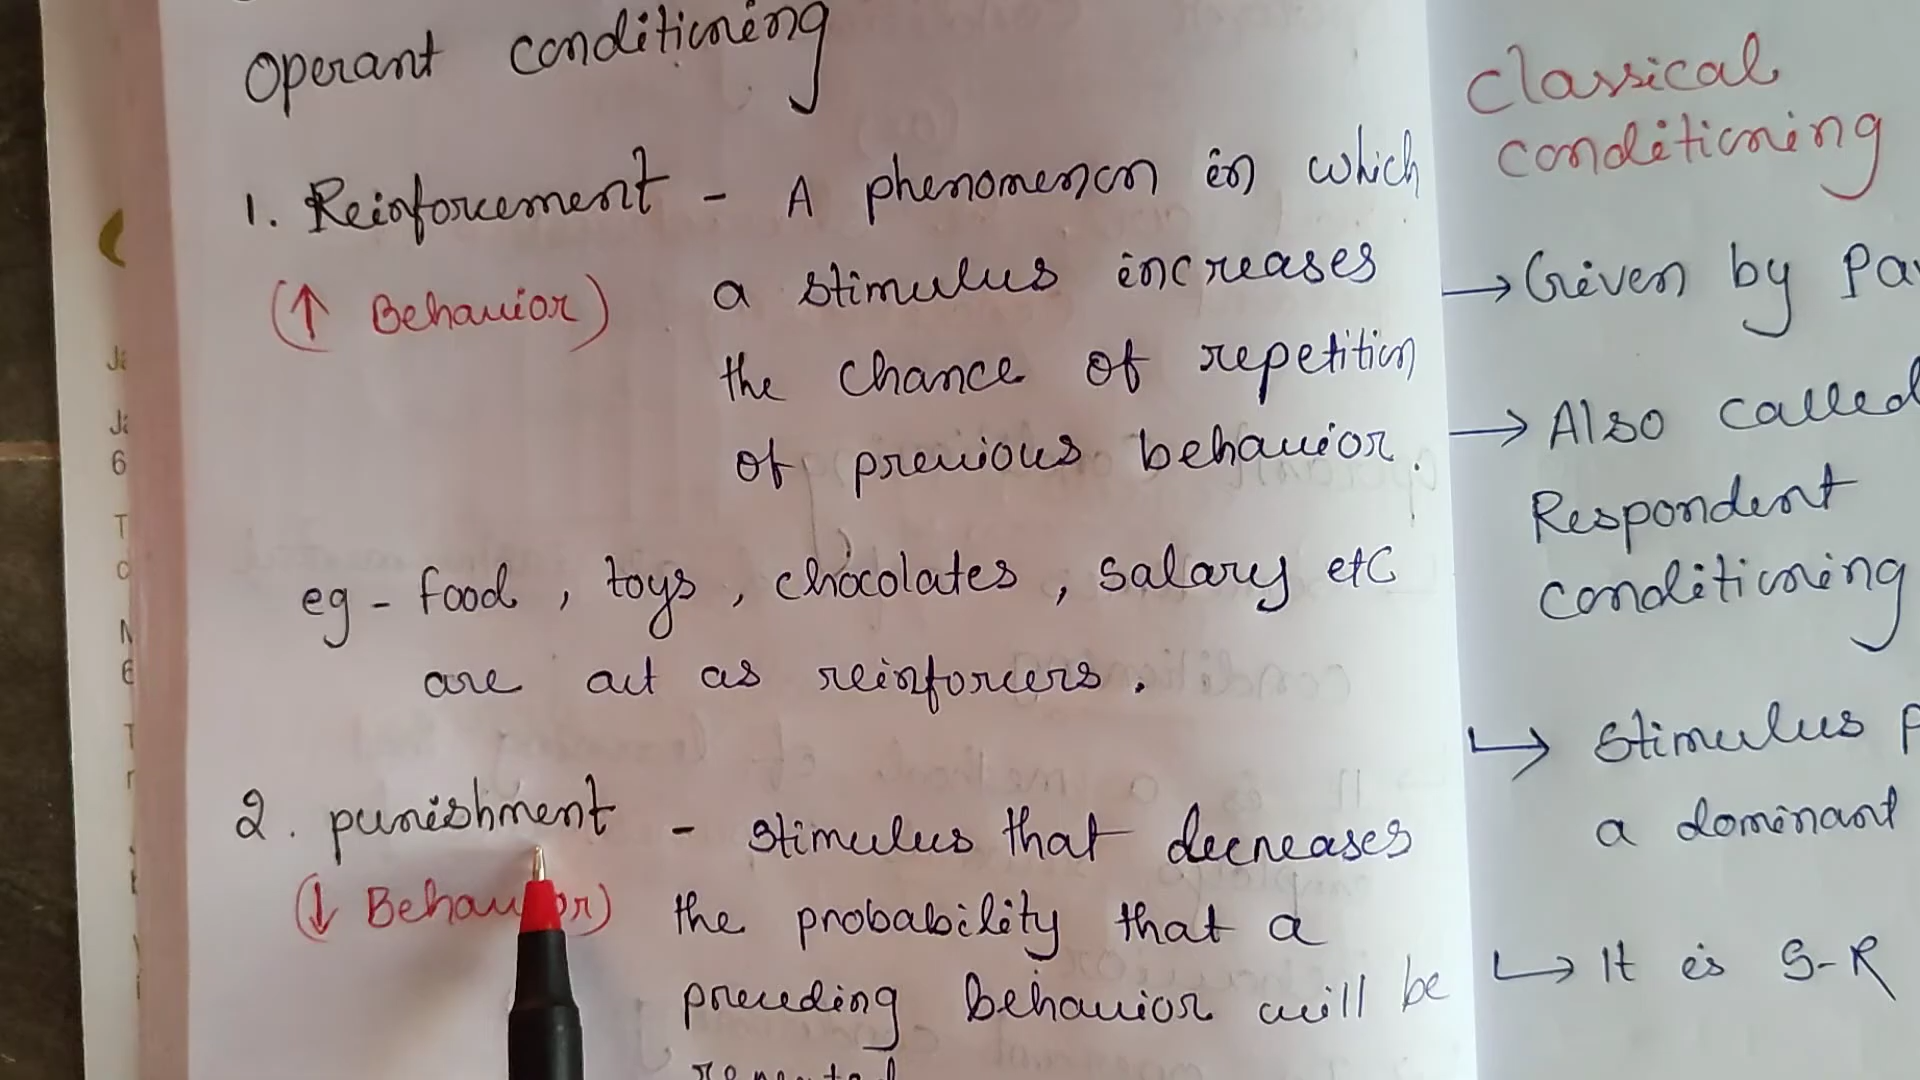 Operant conditioning
1. Reinforcement - A phenomenon in which
(↑ Behavior) a stimulus increases
the chance of repetition
of previous behavior.
eg - food, toys, chocolates, salary etc
are act as reinforcers.
2. punishment - stimulus that decreases
(↓ Behavior) the probability that a
preceding behavior will be
repeated
Classical
conditioning
→ Given by
→ Also called
Respondent
conditioning
↳ Stimulus
a dominant
↳ It is S-R